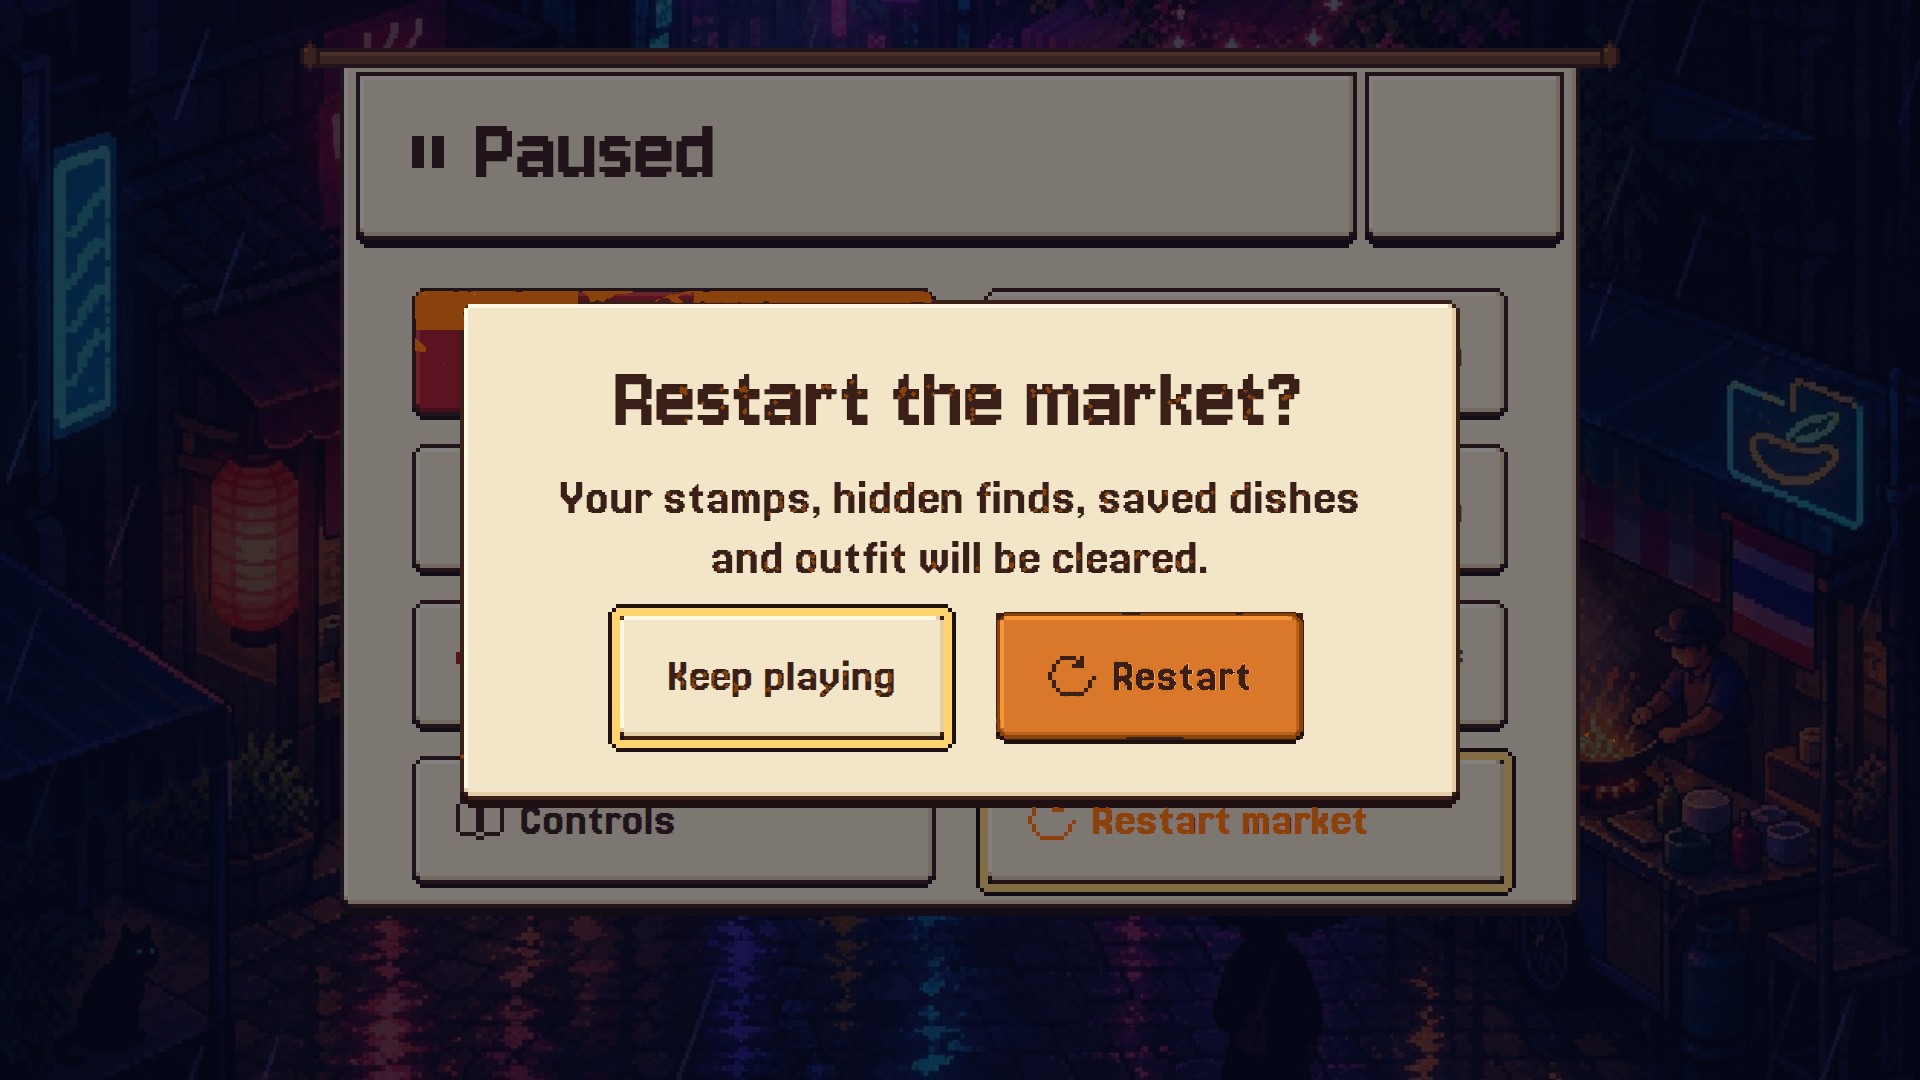 Paused
Restart the market?
Your stamps, hidden finds, saved dishes
and outfit will be cleared.
Keep playing
Restart
Controls
Restart market